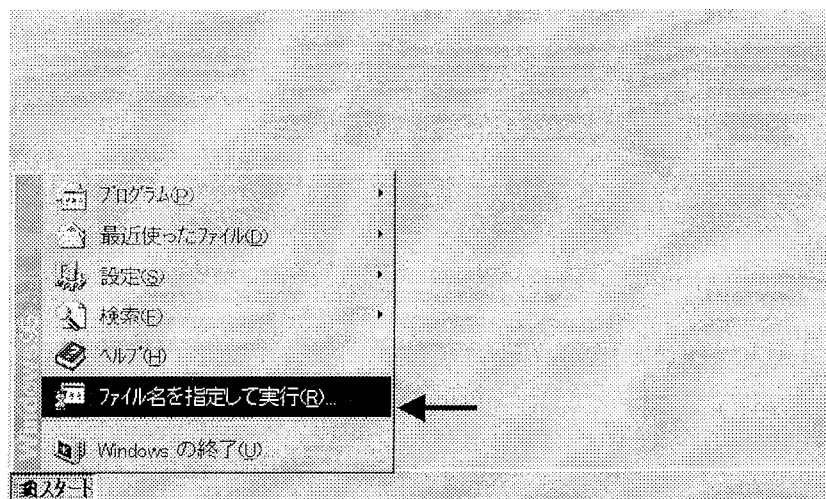 プログラム(P)
最近使ったファイル(D)
設定(S)
検索(F)
ヘルプ(H)
ファイル名を指定して実行(R)...
Windows の終了(U)...
スタート